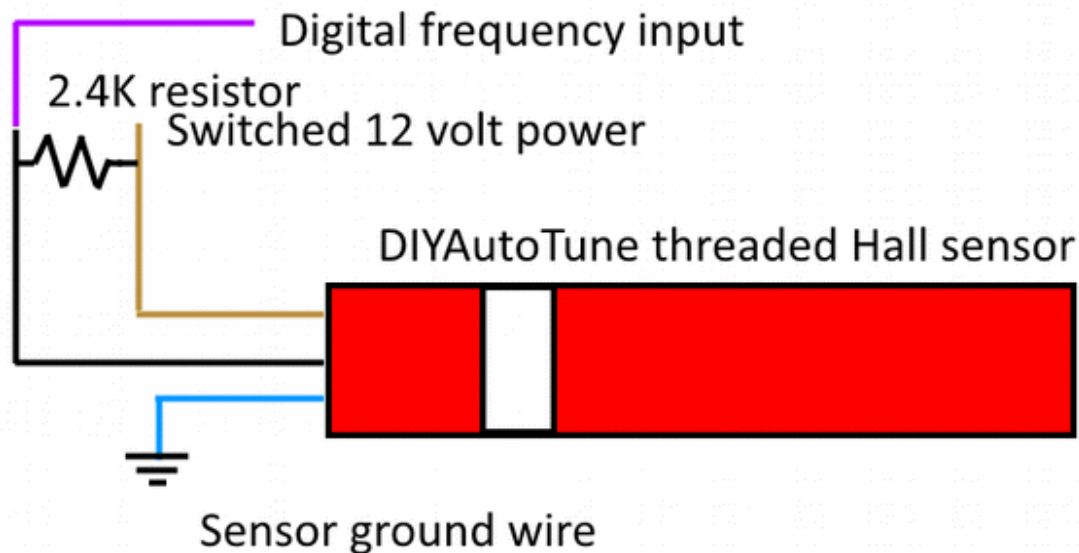 Digital frequency input
2.4K resistor
Switched 12 volt power
DIYAutoTune threaded Hall sensor
Sensor ground wire